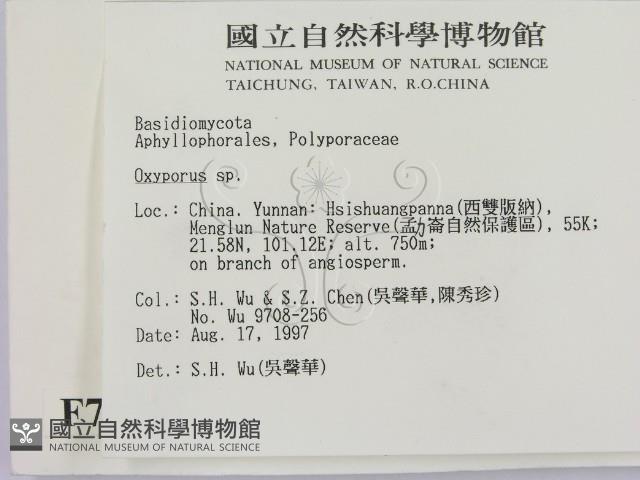 國立自然科學博物館
NATIONAL MUSEUM OF NATURAL SCIENCE
TAICHUNG, TAIWAN, R.O.CHINA
Basidiomycota
Aphyllophorales, Polyporaceae
Oxyporus sp.
Loc.: China. Yunnan: Hsishuangpanna(西雙版納),
Menglun Nature Reserve(孟力崙自然保護區), 55K;
21.58N, 101.12E; alt. 750m;
on branch of angiosperm.
Col.: S.H. Wu & S.Z. Chen(吳聲華,陳秀珍)
No. Wu 9708-256
Date: Aug. 17, 1997
Det.: S.H. Wu(吳聲華)
F7
國立自然科學博物館
NATIONAL MUSEUM OF NATURAL SCIENCE